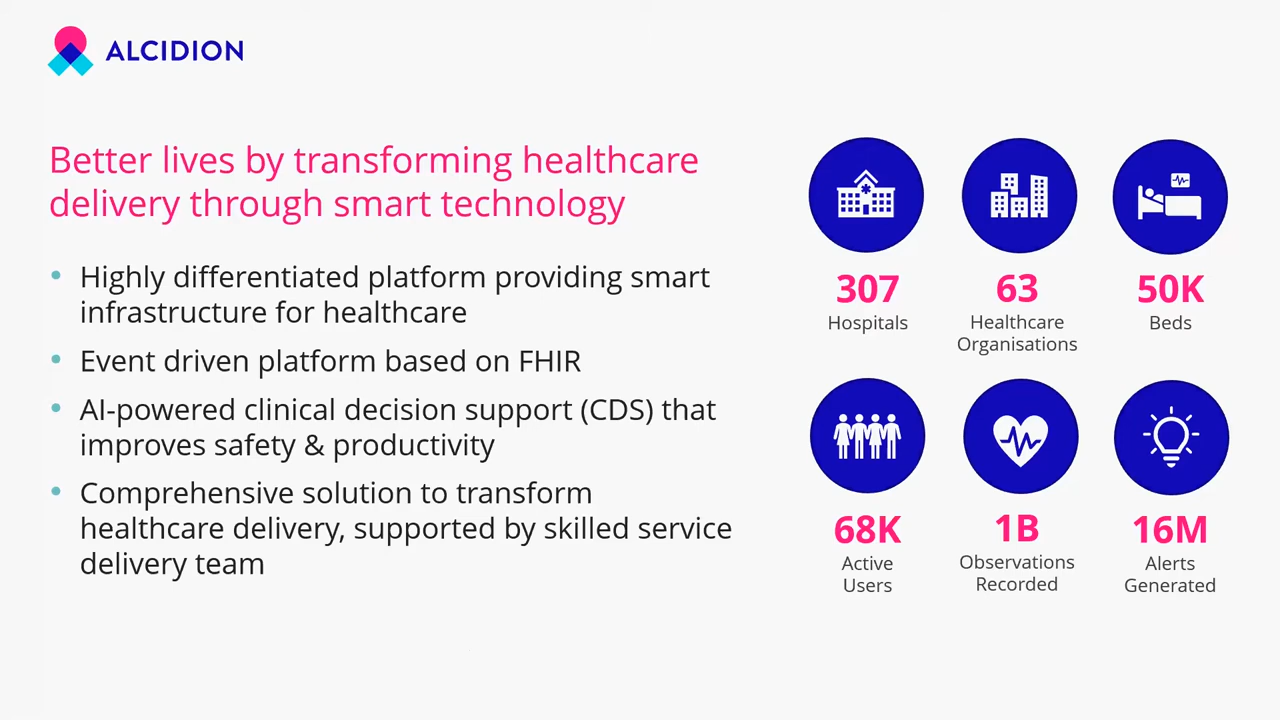 ALCIDION
Better lives by transforming healthcare
delivery through smart technology
• Highly differentiated platform providing smart
infrastructure for healthcare
• Event driven platform based on FHIR
• AI-powered clinical decision support (CDS) that
improves safety & productivity
• Comprehensive solution to transform
healthcare delivery, supported by skilled service
delivery team
307
Hospitals
63
Healthcare
Organisations
50K
Beds
68K
Active
Users
1B
Observations
Recorded
16M
Alerts
Generated